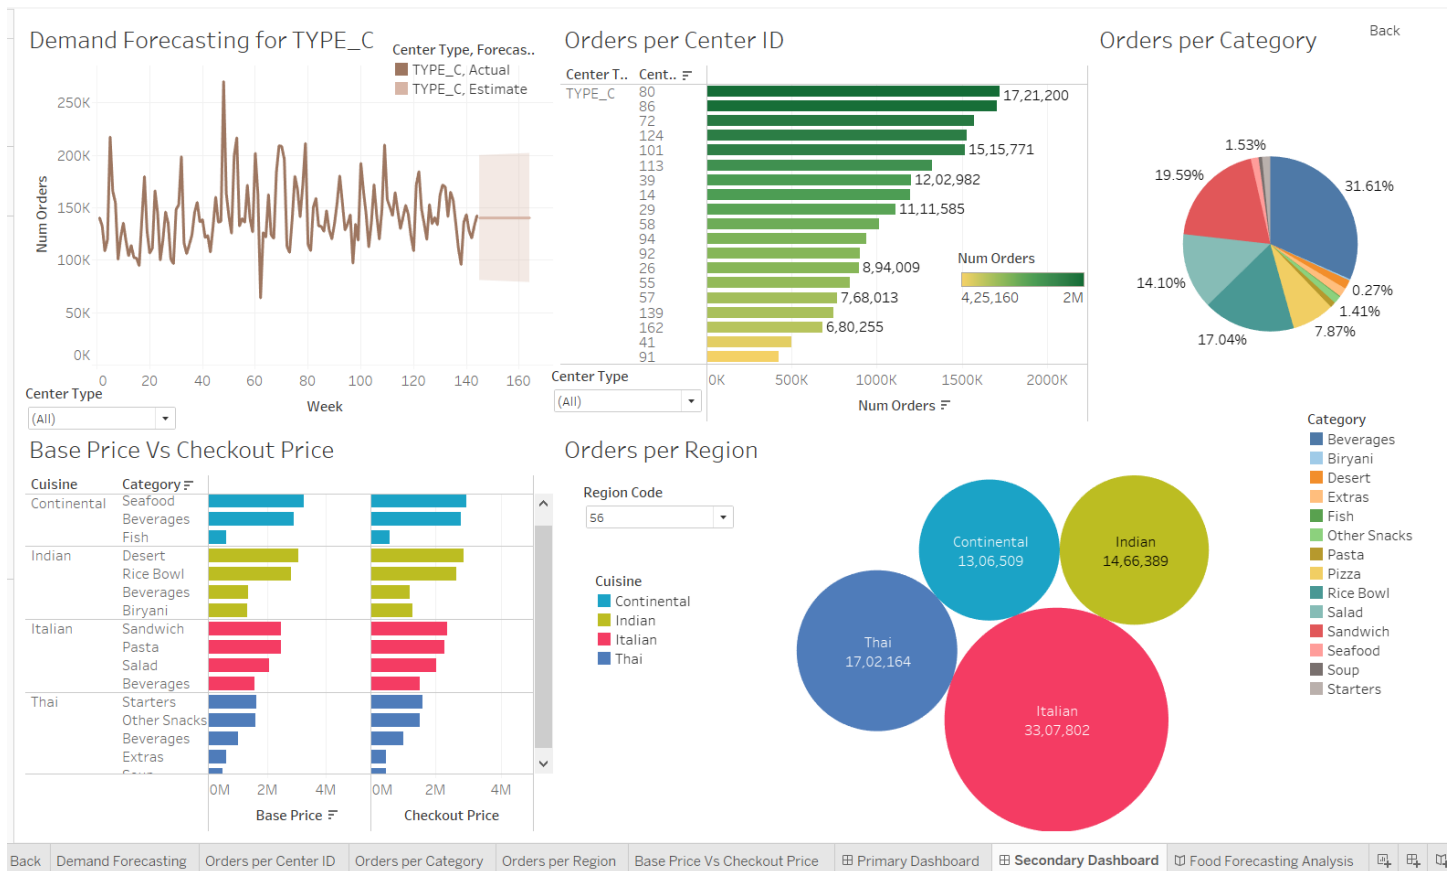 Demand Forecasting for TYPE_C
Center Type, Forecas..
TYPE_C, Actual
TYPE_C, Estimate
250K
200K
150K
100K
50K
0K
Num Orders
0 20 40 60 80 100 120 140 160
Week
Center Type
(All)
Orders per Center ID
Center T.. Cent..
TYPE_C 80 17,21,200
86
72
124
101 15,15,771
113
39 12,02,982
14
29 11,11,585
58
94
92
26 8,94,009
55
57 7,68,013
139
162 6,80,255
41
91
Num Orders
4,25,160 2M
0K 500K 1000K 1500K 2000K
Num Orders
Center Type
(All)
Orders per Category
Back
1.53%
19.59%
31.61%
14.10%
0.27%
1.41%
7.87%
17.04%
Category
Beverages
Biryani
Desert
Extras
Fish
Other Snacks
Pasta
Pizza
Rice Bowl
Salad
Sandwich
Seafood
Soup
Starters
Base Price Vs Checkout Price
Cuisine Category
Continental Seafood
Beverages
Fish
Indian Desert
Rice Bowl
Beverages
Biryani
Italian Sandwich
Pasta
Salad
Beverages
Thai Starters
Other Snacks
Beverages
Extras
Soup
0M 2M 4M 0M 2M 4M
Base Price Checkout Price
Orders per Region
Region Code
56
Cuisine
Continental
Indian
Italian
Thai
Continental
13,06,509
Indian
14,66,389
Thai
17,02,164
Italian
33,07,802
Back Demand Forecasting Orders per Center ID Orders per Category Orders per Region Base Price Vs Checkout Price Primary Dashboard Secondary Dashboard Food Forecasting Analysis